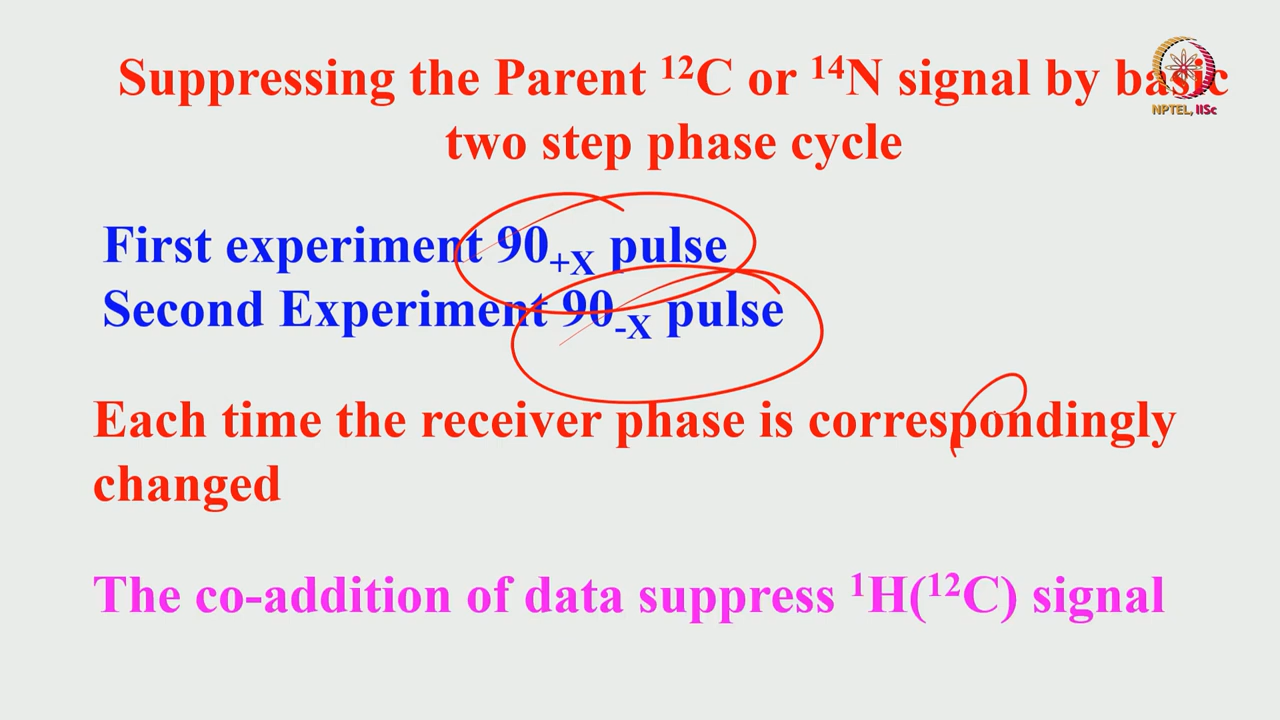 Suppressing the Parent ¹²C or ¹⁴N signal by basic
two step phase cycle
NPTEL, IISc
First experiment 90₊X pulse
Second Experiment 90₋X pulse
Each time the receiver phase is correspondingly
changed
The co-addition of data suppress ¹H(¹²C) signal